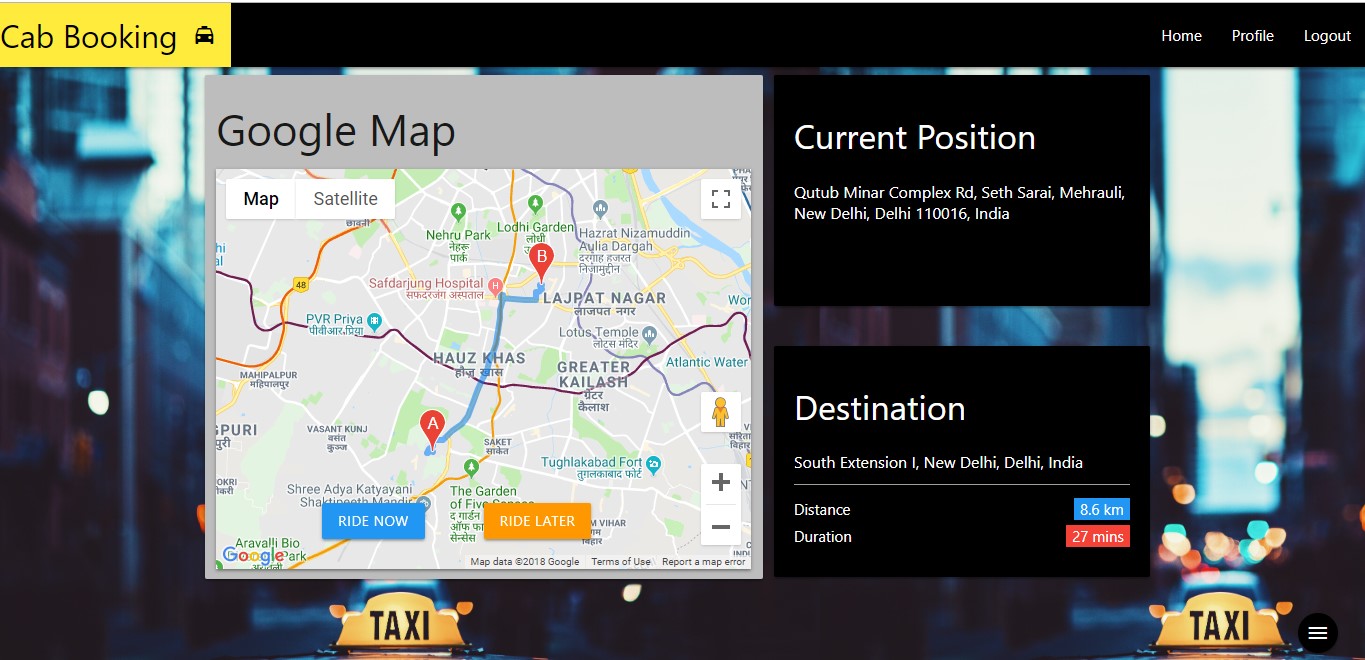 Cab Booking
Home
Profile
Logout
Google Map
Map
Satellite
Nehru Park
नेहरू
पार्क
Lodhi Garden
लोधी
Hazrat Nizamuddin
Aulia Dargah
दरगाह हजरत
निजामुद्दीन
B
48
Safdarjung Hospital
सफदरजंग अस्पताल
H
LAJPAT NAGAR
लाजपत नगर
PVR Priya
पीवीआर.प्रिया
Lotus Temple
लोटस मंदिर
HAUZ KHAS
हौज़ खास
GREATER
KAILASH
ग्रेटर
कैलाश
Atlantic Water
MAHIPALPUR
महिपालपुर
A
VASANT KUNJ
वसंत
कुन्ज
SAKET
साकेत
Tughlakabad Fort
तुगलकाबाद फोर्ट
Shree Adya Katyayani
Shaktipeeth Mandir
The Garden
of Five Senses
द गार्डन
ऑफ फा
सेन्सेस
M VIHAR
विहार
RIDE NOW
RIDE LATER
Aravalli Bio
Park
Google
Map data ©2018 Google
Terms of Use
Report a map error
Current Position
Qutub Minar Complex Rd, Seth Sarai, Mehrauli,
New Delhi, Delhi 110016, India
Destination
South Extension I, New Delhi, Delhi, India
Distance
8.6 km
Duration
27 mins
TAXI
TAXI